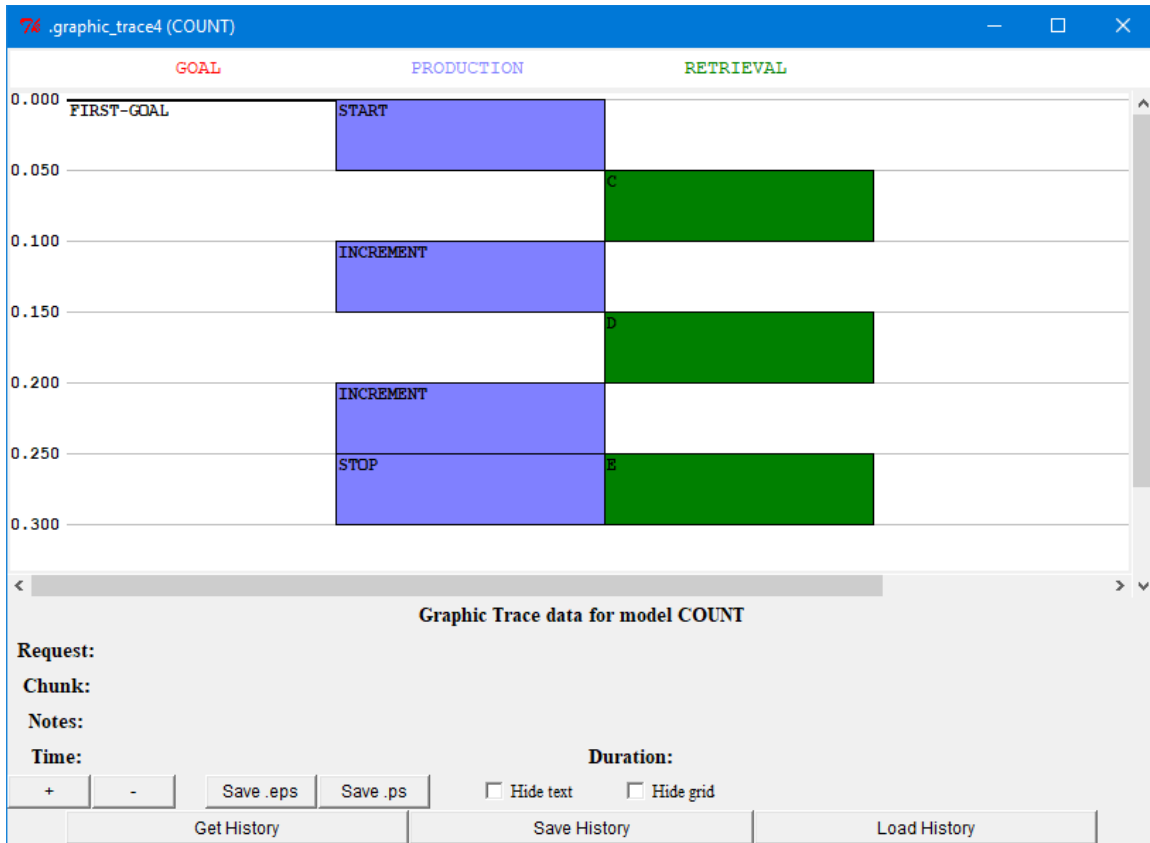 .graphic_trace4 (COUNT)
GOAL PRODUCTION RETRIEVAL
0.000
FIRST-GOAL START
0.050
C
0.100
INCREMENT
0.150
D
0.200
INCREMENT
0.250
STOP E
0.300
Graphic Trace data for model COUNT
Request:
Chunk:
Notes:
Time: Duration:
+ - Save .eps Save .ps Hide text Hide grid
Get History Save History Load History